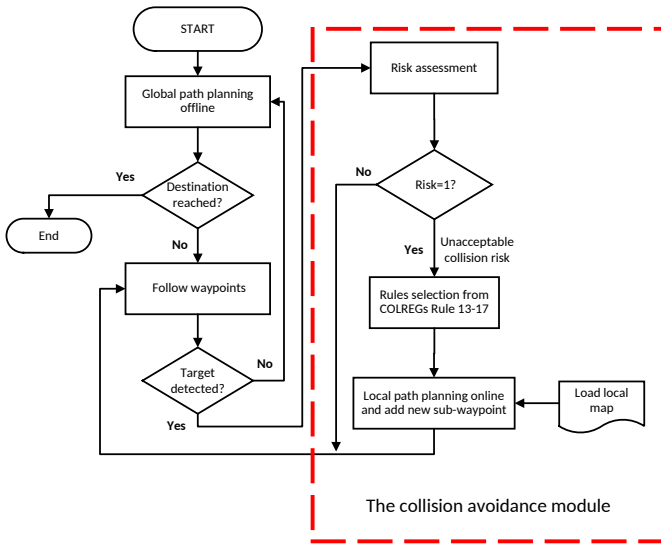 START
Global path planning
offline
Yes
Destination
reached?
End
No
Follow waypoints
Target
detected?
No
Yes
Risk assessment
No
Risk=1?
Yes
Unacceptable
collision risk
Rules selection from
COLREGs Rule 13-17
Local path planning online
and add new sub-waypoint
Load local
map
The collision avoidance module